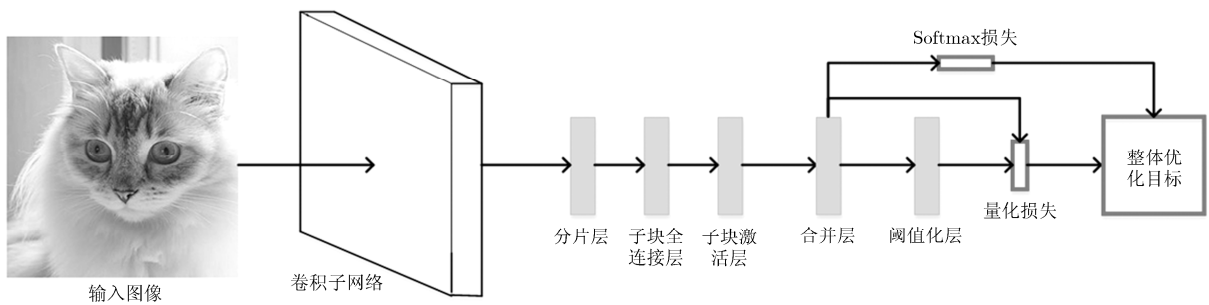 Softmax损失
整体优
化目标
量化损失
分片层
子块全
连接层
子块激
活层
合并层
阈值化层
卷积子网络
输入图像